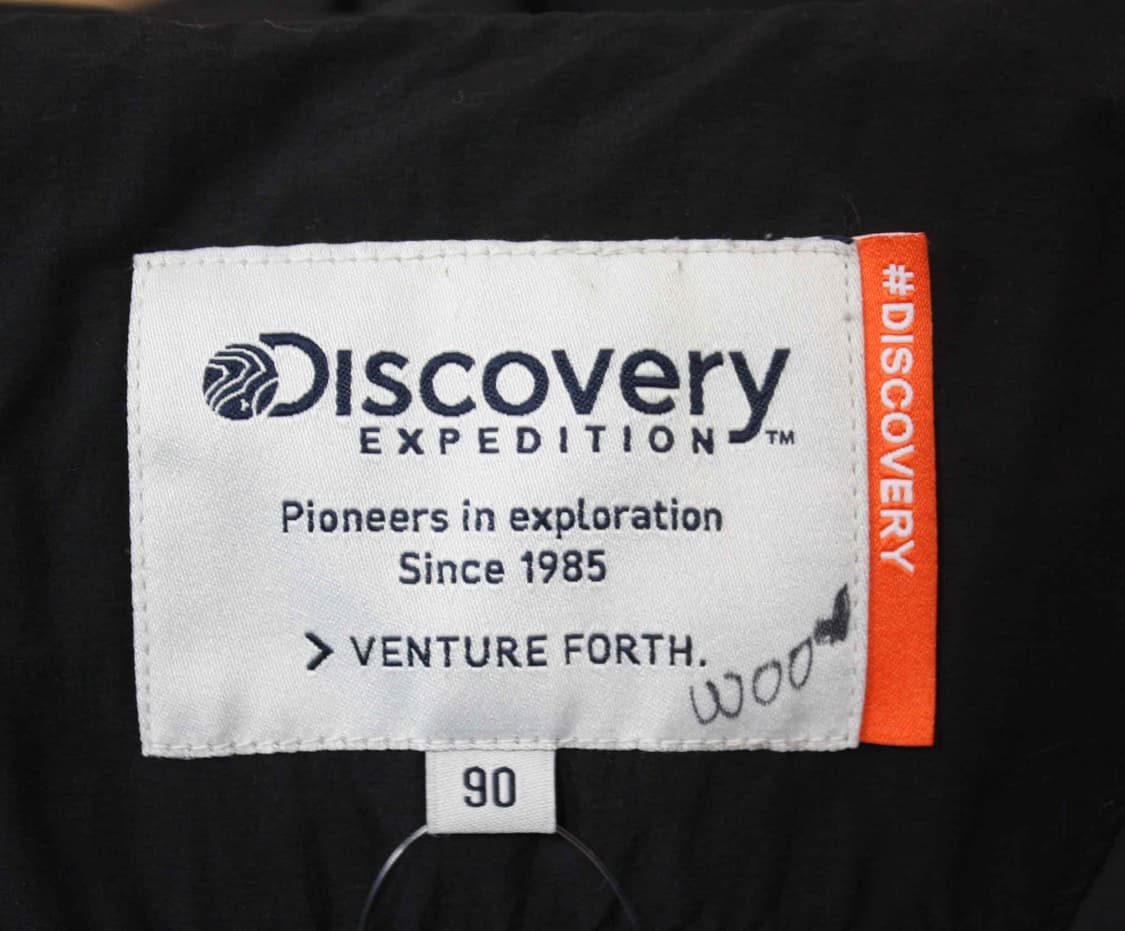 Discovery
EXPEDITION™
Pioneers in exploration
Since 1985
> VENTURE FORTH.
woo
90
#DISCOVERY